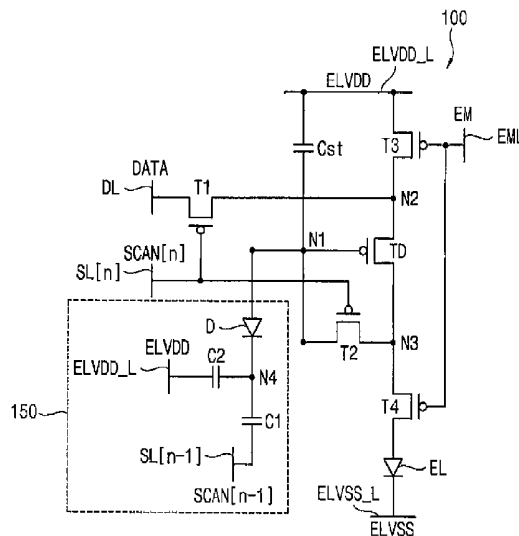 100
ELVDD_L
ELVDD
EM
EML
T3
Cst
DATA
T1
DL
N2
SCAN[n]
N1
TD
SL[n]
D
T2
N3
ELVDD
C2
ELVDD_L
N4
T4
150
C1
SL[n-1]
EL
SCAN[n-1]
ELVSS_L
ELVSS